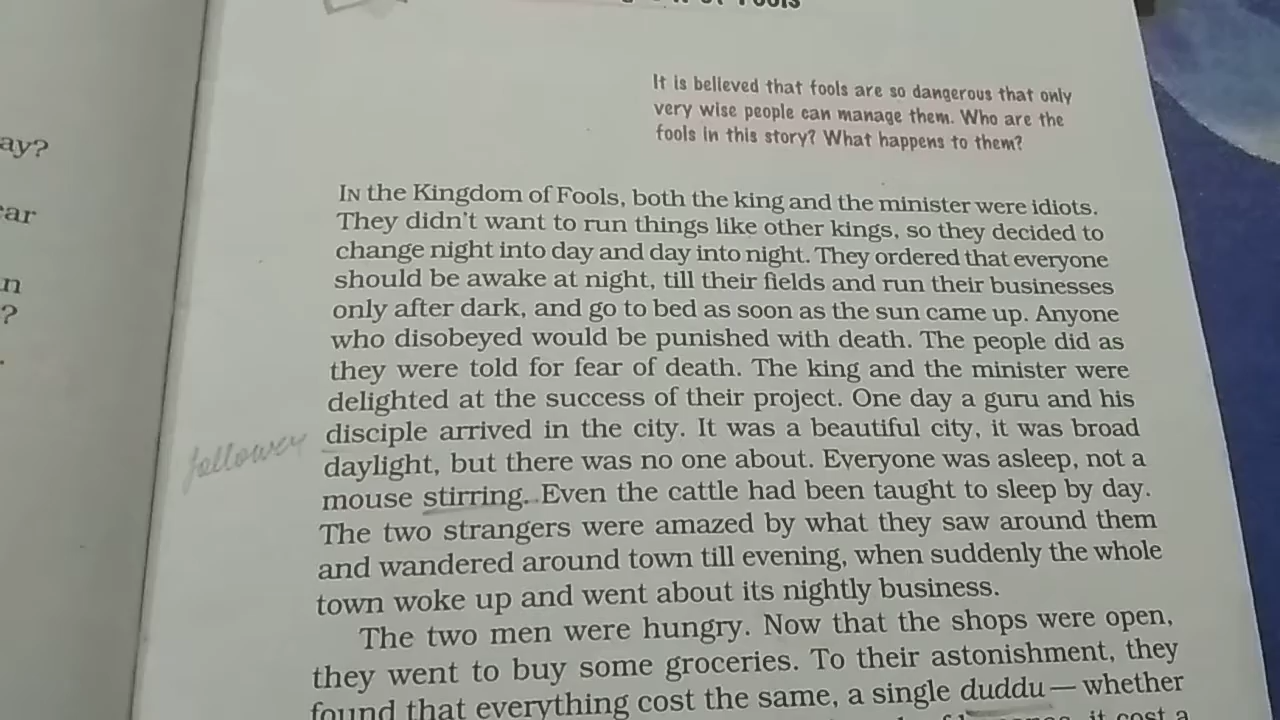 It is believed that fools are so dangerous that only
very wise people can manage them. Who are the
fools in this story? What happens to them?
IN the Kingdom of Fools, both the king and the minister were idiots.
They didn't want to run things like other kings, so they decided to
change night into day and day into night. They ordered that everyone
should be awake at night, till their fields and run their businesses
only after dark, and go to bed as soon as the sun came up. Anyone
who disobeyed would be punished with death. The people did as
they were told for fear of death. The king and the minister were
delighted at the success of their project. One day a guru and his
follower
disciple arrived in the city. It was a beautiful city, it was broad
daylight, but there was no one about. Everyone was asleep, not a
mouse stirring. Even the cattle had been taught to sleep by day.
The two strangers were amazed by what they saw around them
and wandered around town till evening, when suddenly the whole
town woke up and went about its nightly business.
The two men were hungry. Now that the shops were open,
they went to buy some groceries. To their astonishment, they
found that everything cost the same, a single duddu — whether
it cost a